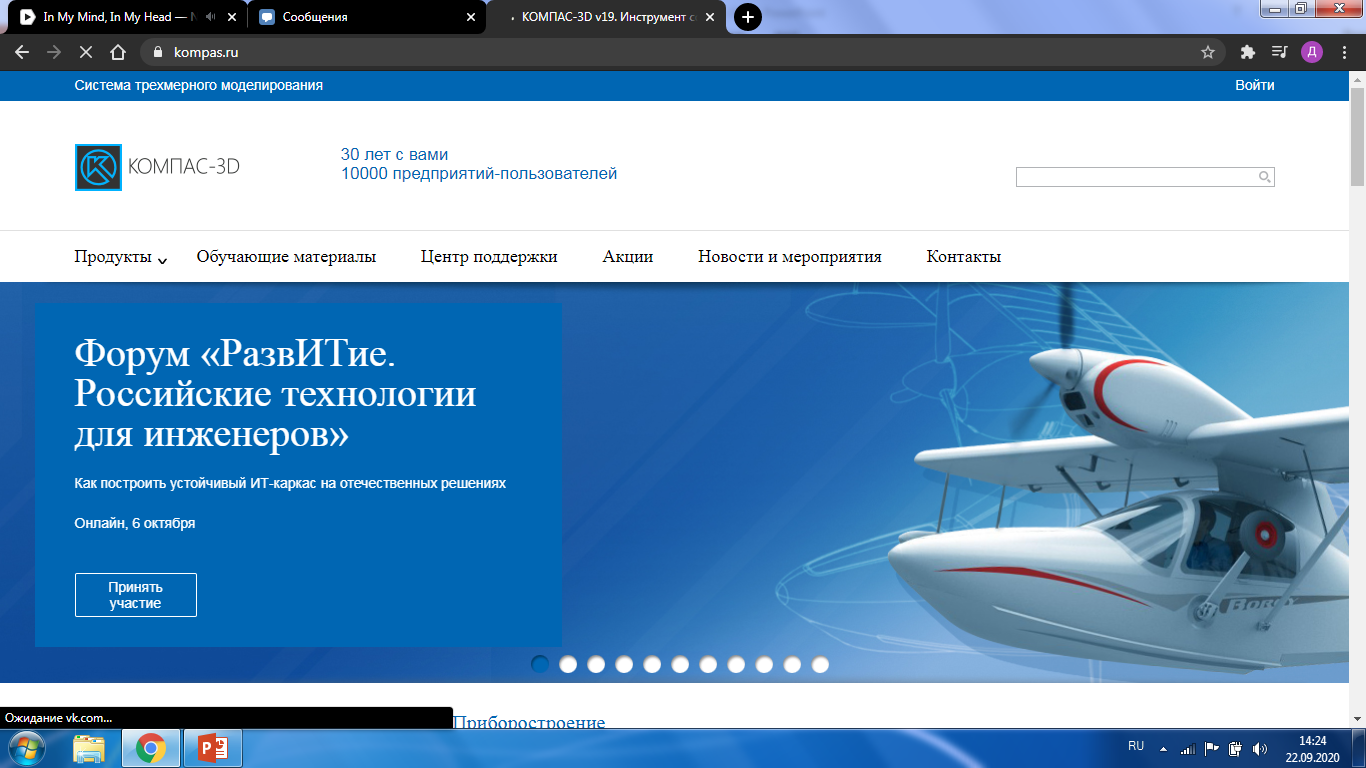 In My Mind, In My Head —
Сообщения
КОМПАС-3D v19. Инструмент
kompas.ru
Д
Система трехмерного моделирования
Войти
КОМПАС-3D
30 лет с вами
10000 предприятий-пользователей
Продукты
Обучающие материалы
Центр поддержки
Акции
Новости и мероприятия
Контакты
Форум «РазвИТие.
Российские технологии
для инженеров»
Как построить устойчивый ИТ-каркас на отечественных решениях
Онлайн, 6 октября
Принять
участие
Ожидание vk.com...
Приборостроение
RU
14:24
22.09.2020